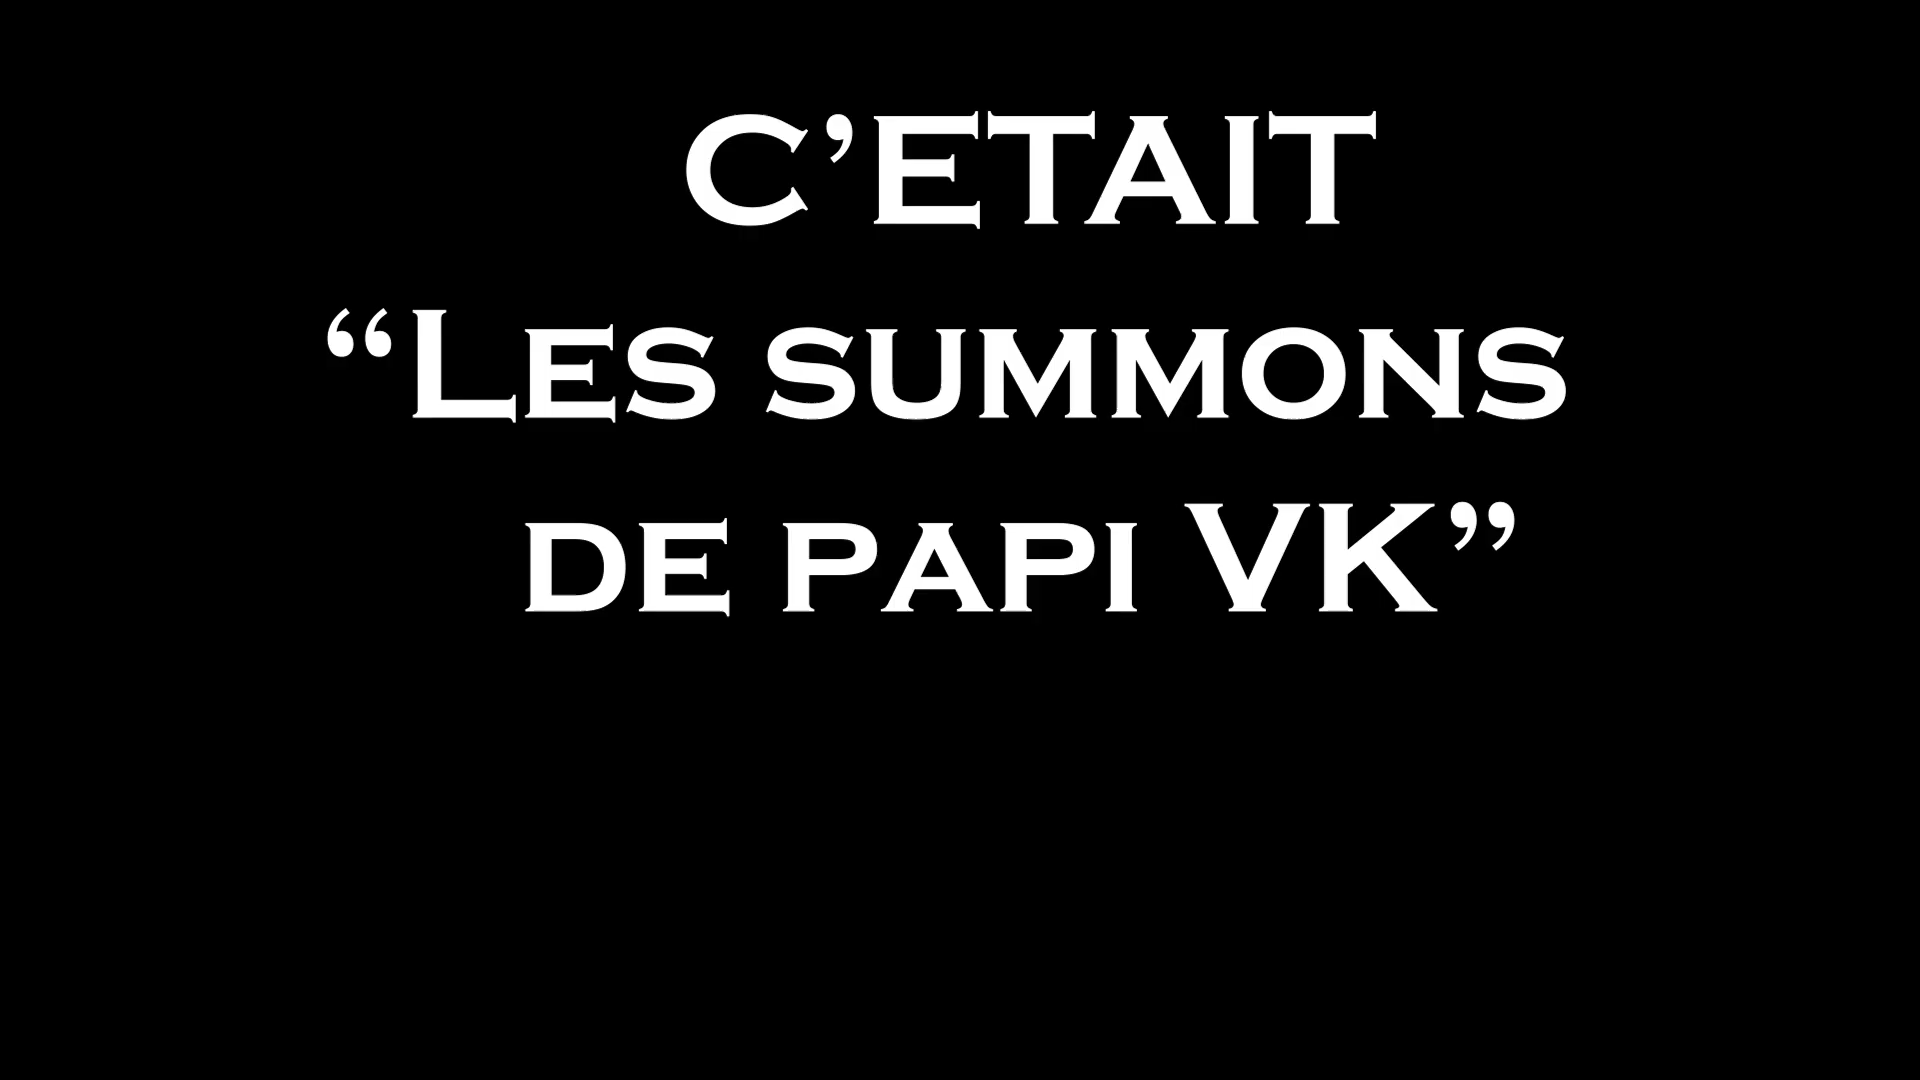 C’ETAIT
“Les summons
de papi VK”